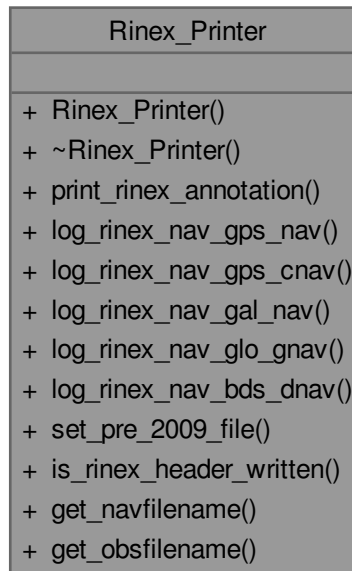 Rinex_Printer
+ Rinex_Printer()
+ ~Rinex_Printer()
+ print_rinex_annotation()
+ log_rinex_nav_gps_nav()
+ log_rinex_nav_gps_cnav()
+ log_rinex_nav_gal_nav()
+ log_rinex_nav_glo_gnav()
+ log_rinex_nav_bds_dnav()
+ set_pre_2009_file()
+ is_rinex_header_written()
+ get_navfilename()
+ get_obsfilename()